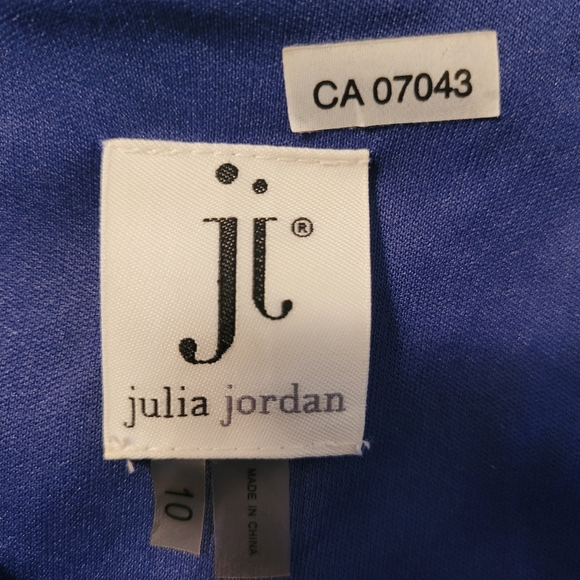 CA 07043
jj®
julia jordan
10
MADE IN CHINA